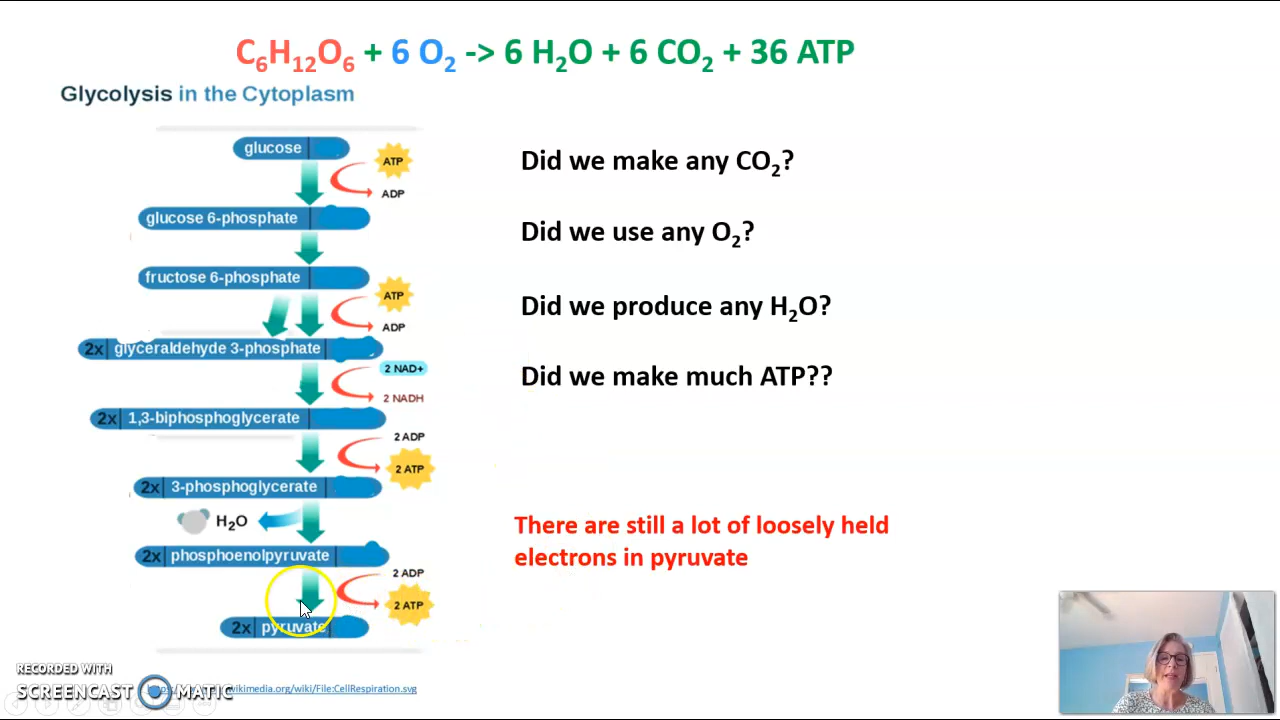 C₆H₁₂O₆ + 6 O₂ -> 6 H₂O + 6 CO₂ + 36 ATP
Glycolysis in the Cytoplasm
glucose
ATP
ADP
glucose 6-phosphate
fructose 6-phosphate
ATP
ADP
2x glyceraldehyde 3-phosphate
2 NAD+
2 NADH
2x 1,3-biphosphoglycerate
2 ADP
2 ATP
2x 3-phosphoglycerate
H₂O
2x phosphoenolpyruvate
2 ADP
2 ATP
2x pyruvate
Did we make any CO₂?
Did we use any O₂?
Did we produce any H₂O?
Did we make much ATP??
There are still a lot of loosely held
electrons in pyruvate
RECORDED WITH
SCREENCAST MATIC
wikimedia.org/wiki/File:CellRespiration.svg